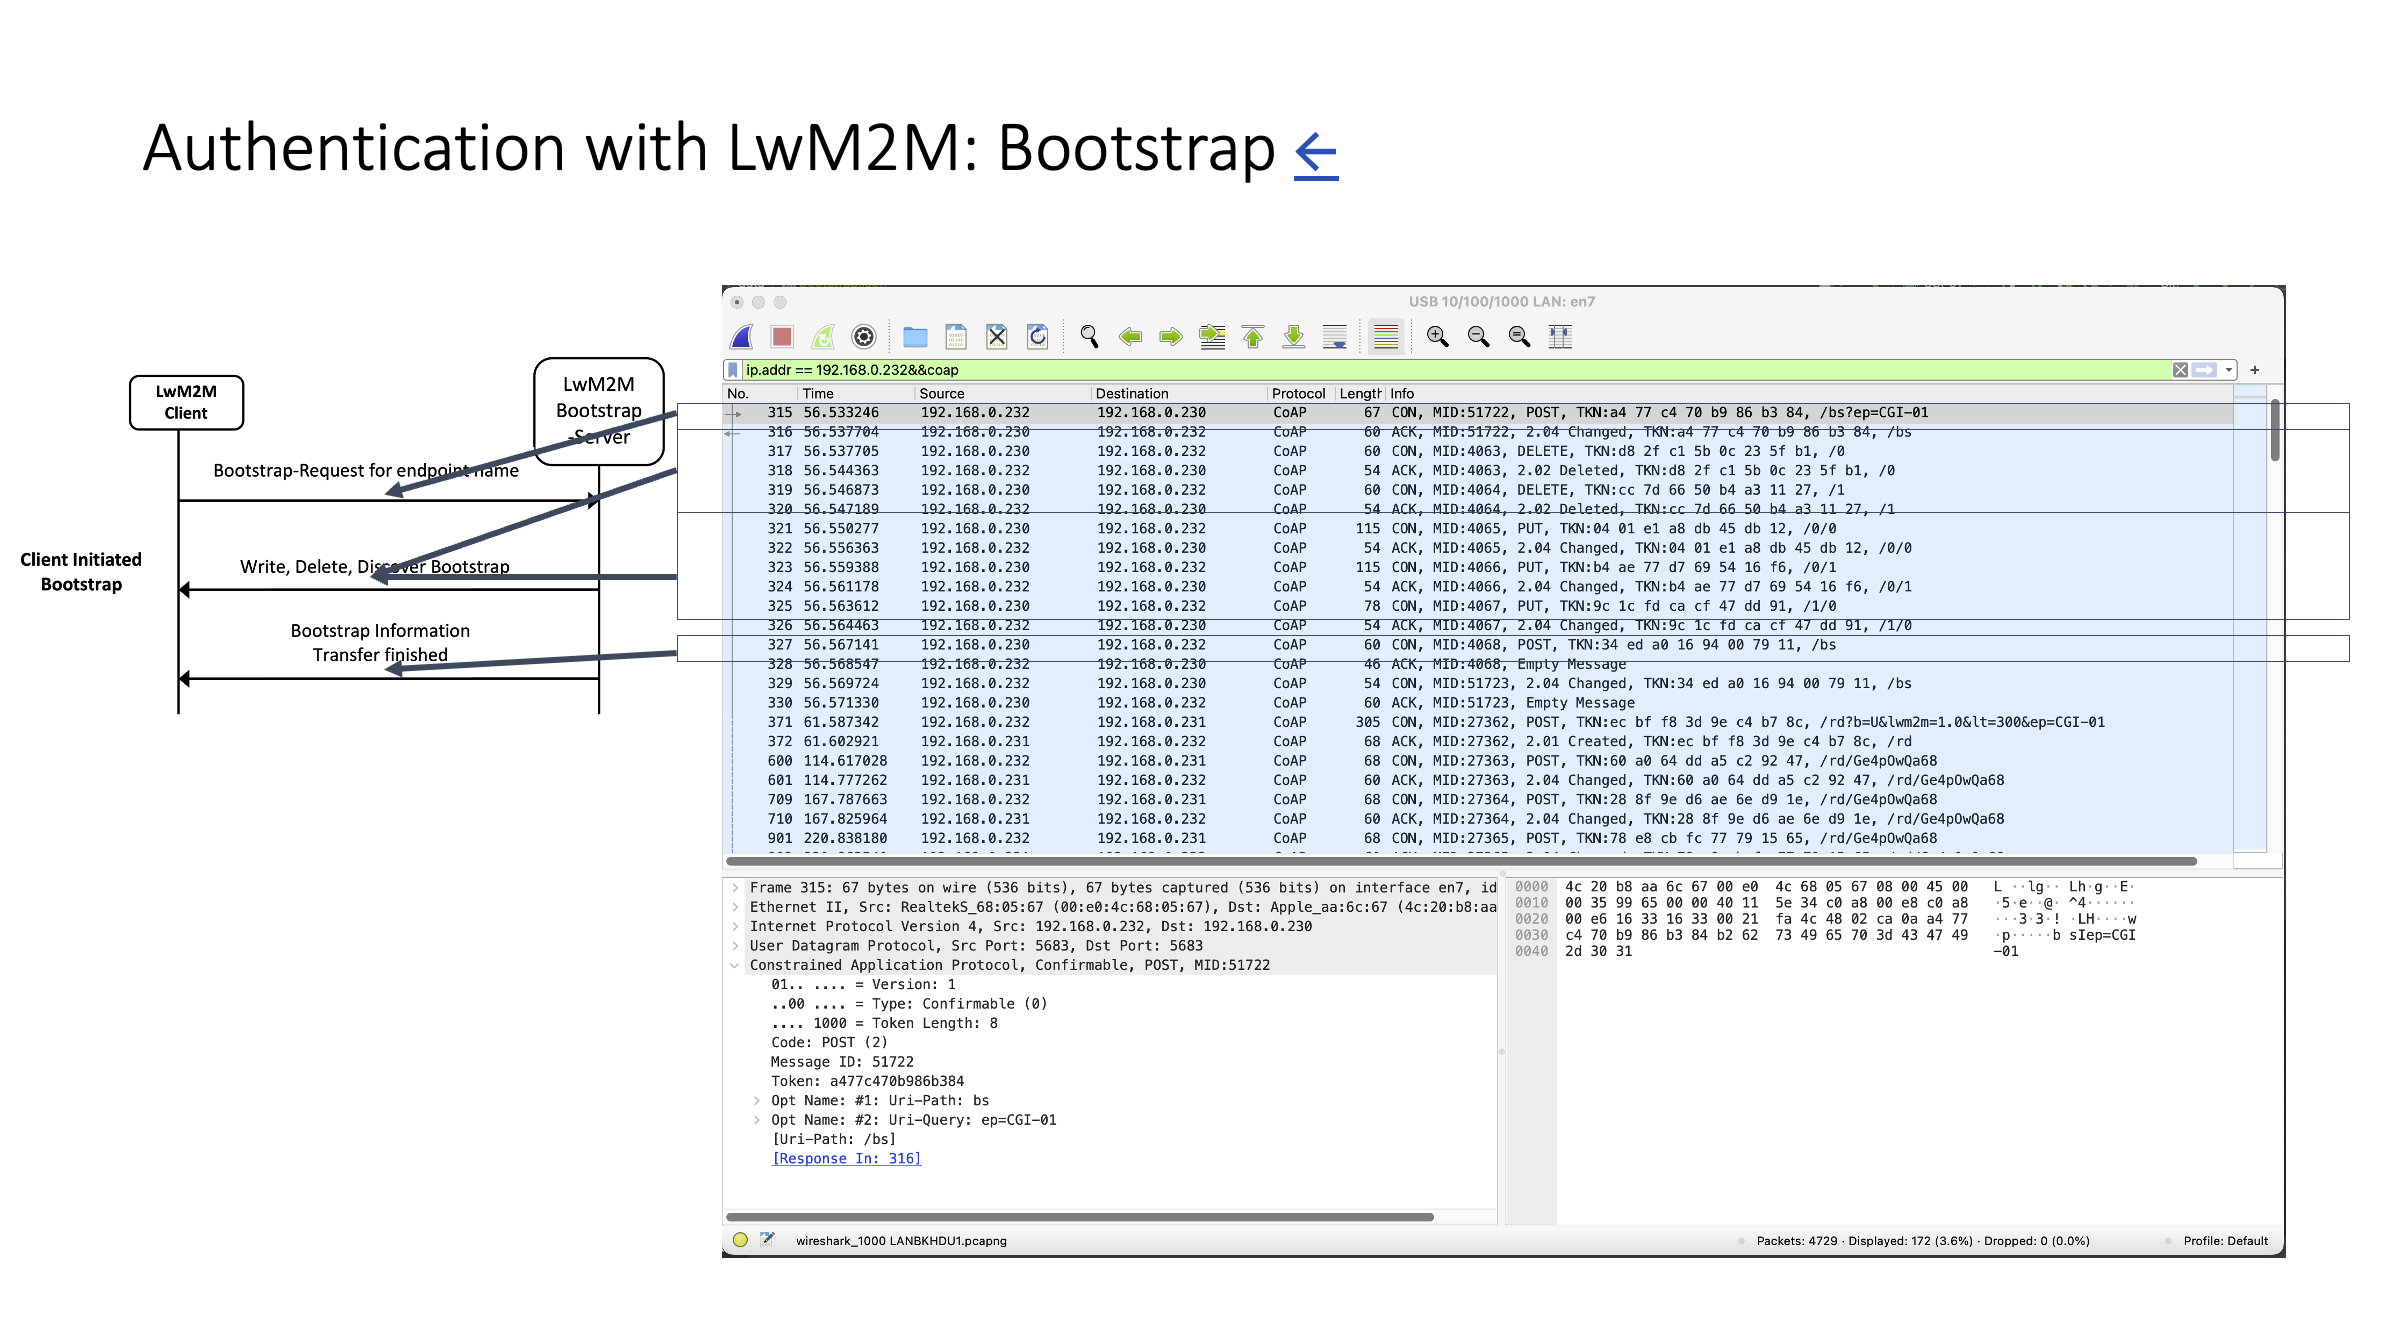 Authentication with LwM2M: Bootstrap ←
LwM2M
Client
LwM2M
Bootstrap
-Server
Bootstrap-Request for endpoint name
Client Initiated
Bootstrap
Write, Delete, Discover Bootstrap
Bootstrap Information
Transfer finished
USB 10/100/1000 LAN: en7
ip.addr == 192.168.0.232&&coap
No. Time Source Destination Protocol Length Info
315 56.533246 192.168.0.232 192.168.0.230 CoAP 67 CON, MID:51722, POST, TKN:a4 77 c4 70 b9 86 b3 84, /bs?ep=CGI-01
316 56.537704 192.168.0.230 192.168.0.232 CoAP 60 ACK, MID:51722, 2.04 Changed, TKN:a4 77 c4 70 b9 86 b3 84, /bs
317 56.537705 192.168.0.230 192.168.0.232 CoAP 60 CON, MID:4063, DELETE, TKN:d8 2f c1 5b 0c 23 5f b1, /0
318 56.544363 192.168.0.232 192.168.0.230 CoAP 54 ACK, MID:4063, 2.02 Deleted, TKN:d8 2f c1 5b 0c 23 5f b1, /0
319 56.546873 192.168.0.230 192.168.0.232 CoAP 60 CON, MID:4064, DELETE, TKN:cc 7d 66 50 b4 a3 11 27, /1
320 56.547189 192.168.0.232 192.168.0.230 CoAP 54 ACK, MID:4064, 2.02 Deleted, TKN:cc 7d 66 50 b4 a3 11 27, /1
321 56.550277 192.168.0.230 192.168.0.232 CoAP 115 CON, MID:4065, PUT, TKN:04 01 e1 a8 db 45 db 12, /0/0
322 56.556363 192.168.0.232 192.168.0.230 CoAP 54 ACK, MID:4065, 2.04 Changed, TKN:04 01 e1 a8 db 45 db 12, /0/0
323 56.559388 192.168.0.230 192.168.0.232 CoAP 115 CON, MID:4066, PUT, TKN:b4 ae 77 d7 69 54 16 f6, /0/1
324 56.561178 192.168.0.232 192.168.0.230 CoAP 54 ACK, MID:4066, 2.04 Changed, TKN:b4 ae 77 d7 69 54 16 f6, /0/1
325 56.563612 192.168.0.230 192.168.0.232 CoAP 78 CON, MID:4067, PUT, TKN:9c 1c fd ca cf 47 dd 91, /1/0
326 56.564463 192.168.0.232 192.168.0.230 CoAP 54 ACK, MID:4067, 2.04 Changed, TKN:9c 1c fd ca cf 47 dd 91, /1/0
327 56.567141 192.168.0.230 192.168.0.232 CoAP 60 CON, MID:4068, POST, TKN:34 ed a0 16 94 00 79 11, /bs
328 56.568547 192.168.0.232 192.168.0.230 CoAP 46 ACK, MID:4068, Empty Message
329 56.569724 192.168.0.232 192.168.0.230 CoAP 54 CON, MID:51723, 2.04 Changed, TKN:34 ed a0 16 94 00 79 11, /bs
330 56.571330 192.168.0.230 192.168.0.232 CoAP 60 ACK, MID:51723, Empty Message
371 61.587342 192.168.0.232 192.168.0.231 CoAP 305 CON, MID:27362, POST, TKN:ec bf f8 3d 9e c4 b7 8c, /rd?b=U&lwm2m=1.0&lt=300&ep=CGI-01
372 61.602921 192.168.0.231 192.168.0.232 CoAP 68 ACK, MID:27362, 2.01 Created, TKN:ec bf f8 3d 9e c4 b7 8c, /rd
600 114.617028 192.168.0.232 192.168.0.231 CoAP 68 CON, MID:27363, POST, TKN:60 a0 64 dd a5 c2 92 47, /rd/Ge4pOwQa68
601 114.777262 192.168.0.231 192.168.0.232 CoAP 60 ACK, MID:27363, 2.04 Changed, TKN:60 a0 64 dd a5 c2 92 47, /rd/Ge4pOwQa68
709 167.787663 192.168.0.232 192.168.0.231 CoAP 68 CON, MID:27364, POST, TKN:28 8f 9e d6 ae 6e d9 1e, /rd/Ge4pOwQa68
710 167.825964 192.168.0.231 192.168.0.232 CoAP 60 ACK, MID:27364, 2.04 Changed, TKN:28 8f 9e d6 ae 6e d9 1e, /rd/Ge4pOwQa68
901 220.838180 192.168.0.232 192.168.0.231 CoAP 68 CON, MID:27365, POST, TKN:78 e8 cb fc 77 79 15 65, /rd/Ge4pOwQa68
Frame 315: 67 bytes on wire (536 bits), 67 bytes captured (536 bits) on interface en7, id
Ethernet II, Src: RealtekS_68:05:67 (00:e0:4c:68:05:67), Dst: Apple_aa:6c:67 (4c:20:b8:aa
Internet Protocol Version 4, Src: 192.168.0.232, Dst: 192.168.0.230
User Datagram Protocol, Src Port: 5683, Dst Port: 5683
Constrained Application Protocol, Confirmable, POST, MID:51722
01.. .... = Version: 1
..00 .... = Type: Confirmable (0)
.... 1000 = Token Length: 8
Code: POST (2)
Message ID: 51722
Token: a477c470b986b384
Opt Name: #1: Uri-Path: bs
Opt Name: #2: Uri-Query: ep=CGI-01
[Uri-Path: /bs]
[Response In: 316]
0000 4c 20 b8 aa 6c 67 00 e0 4c 68 05 67 08 00 45 00 L ··lg·· Lh·g··E·
0010 00 35 99 65 00 00 40 11 5e 34 c0 a8 00 e8 c0 a8 ·5·e··@· ^4······
0020 00 e6 16 33 16 33 00 21 fa 4c 48 02 ca 0a a4 77 ···3·3·! ·LH····w
0030 c4 70 b9 86 b3 84 b2 62 73 49 65 70 3d 43 47 49 ·p·····b sIep=CGI
0040 2d 30 31 -01
wireshark_1000 LANBKHDU1.pcapng
Packets: 4729 · Displayed: 172 (3.6%) · Dropped: 0 (0.0%)
Profile: Default